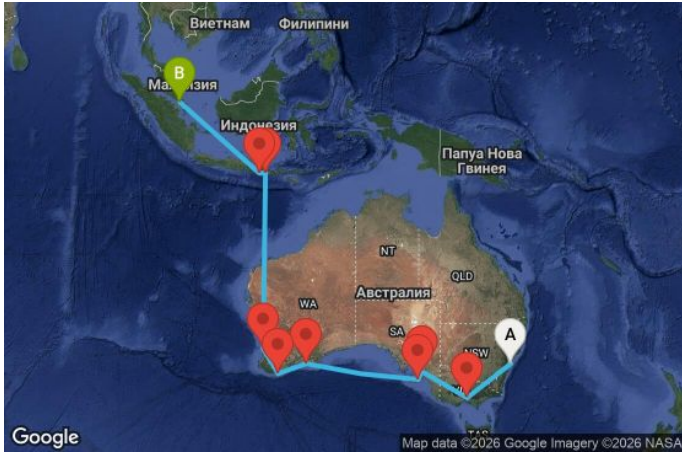 Виетнам
Филипини
B
Индонезия
Папуа Нова
Гвинея
NT
QLD
WA
Австралия
SA
A
NSW
TAS
Google
Map data ©2026 Google Imagery ©2026 NASA